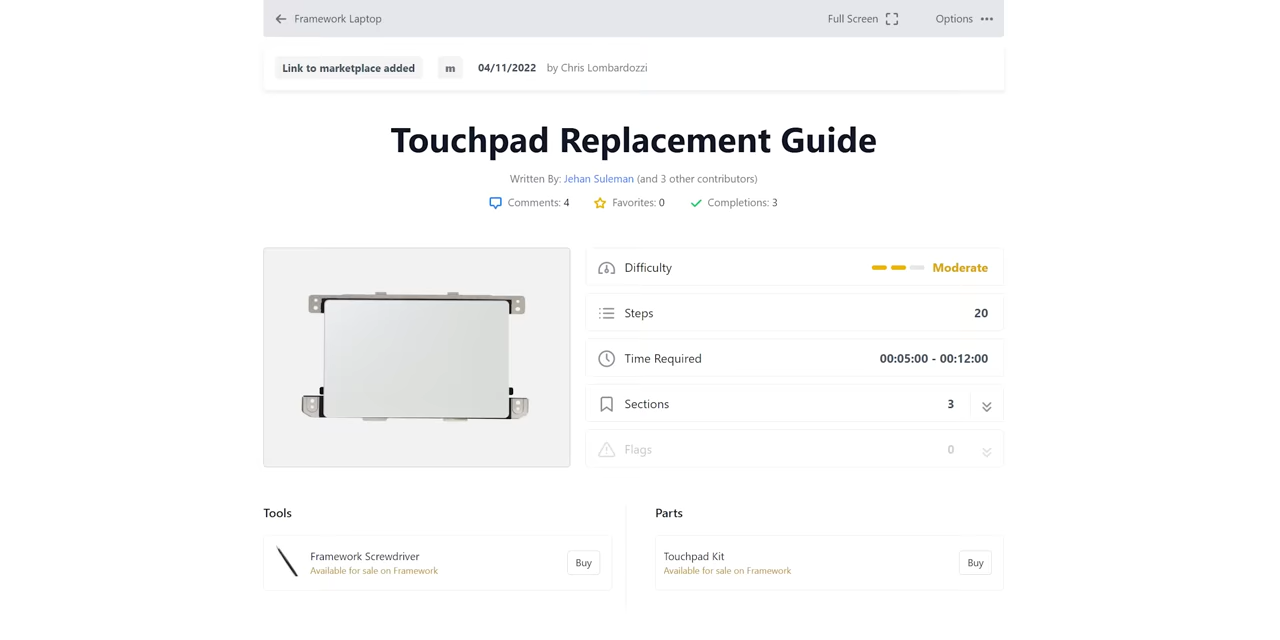 Framework Laptop
Full Screen
Options
Link to marketplace added
m
04/11/2022
by Chris Lombardozzi
Touchpad Replacement Guide
Written By: Jehan Suleman (and 3 other contributors)
Comments: 4
Favorites: 0
Completions: 3
Difficulty
Moderate
Steps
20
Time Required
00:05:00 - 00:12:00
Sections
3
Flags
0
Tools
Framework Screwdriver
Available for sale on Framework
Buy
Parts
Touchpad Kit
Available for sale on Framework
Buy